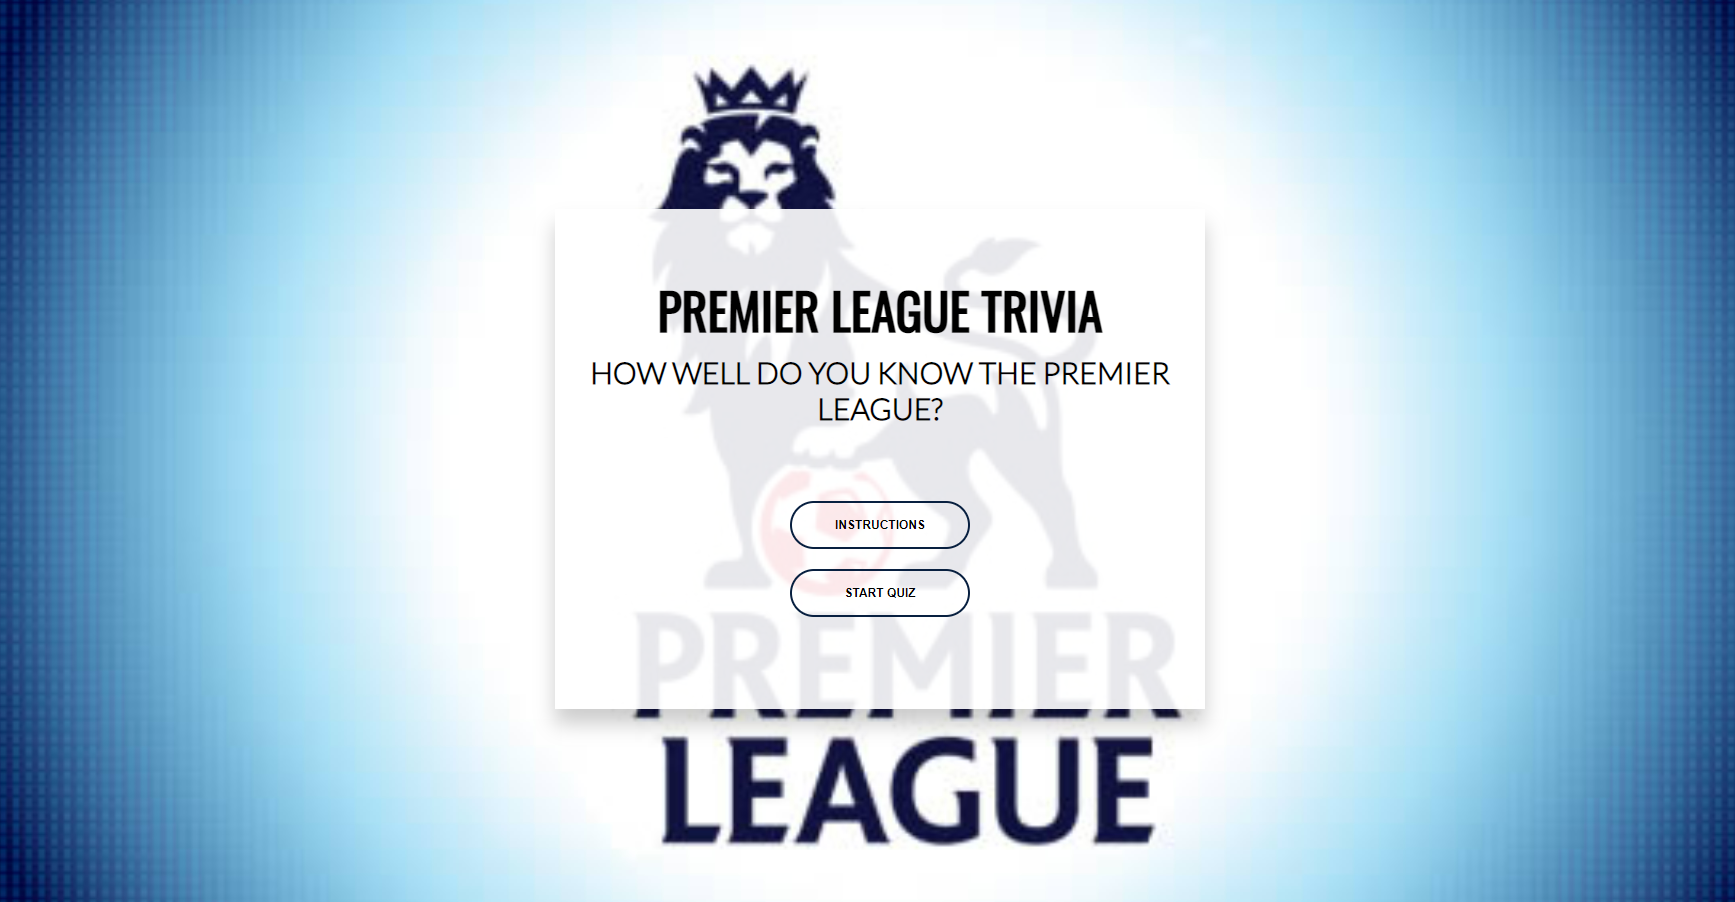 PREMIER LEAGUE TRIVIA
HOW WELL DO YOU KNOW THE PREMIER
LEAGUE?
INSTRUCTIONS
START QUIZ
PREMIER
LEAGUE